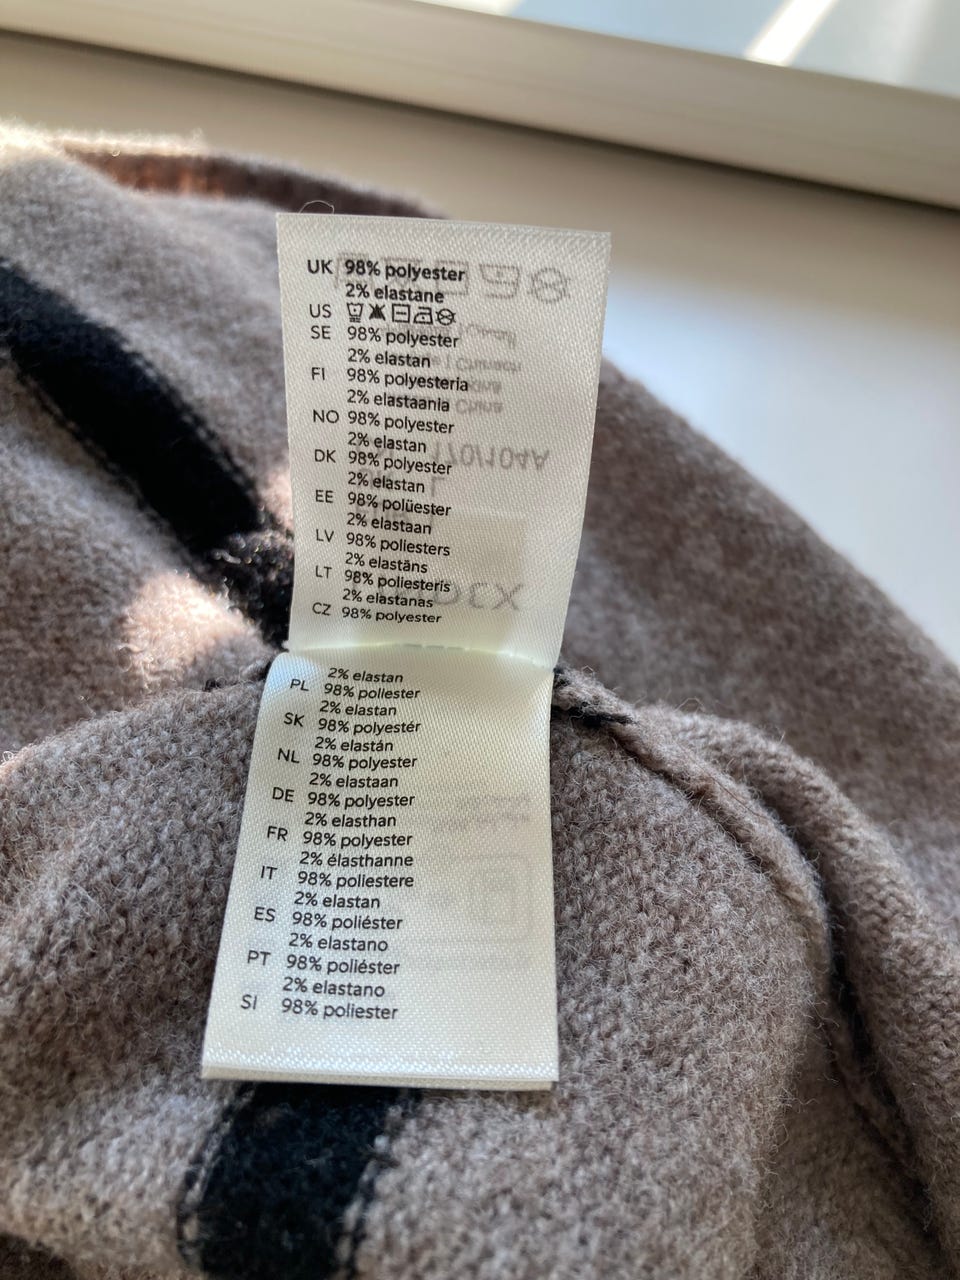 UK 98% polyester
2% elastane
US
SE 98% polyester
2% elastan
FI 98% polyesteria
2% elastaania
NO 98% polyester
2% elastan
DK 98% polyester
2% elastan
EE 98% polüester
2% elastaan
LV 98% poliesters
2% elastāns
LT 98% poliesteris
2% elastanas
CZ 98% polyester
2% elastan
PL 98% poliester
2% elastan
SK 98% polyestér
2% elastán
NL 98% polyester
2% elastaan
DE 98% polyester
2% elasthan
FR 98% polyester
2% élasthanne
IT 98% poliestere
2% elastan
ES 98% poliéster
2% elastano
PT 98% poliéster
2% elastano
SI 98% poliester